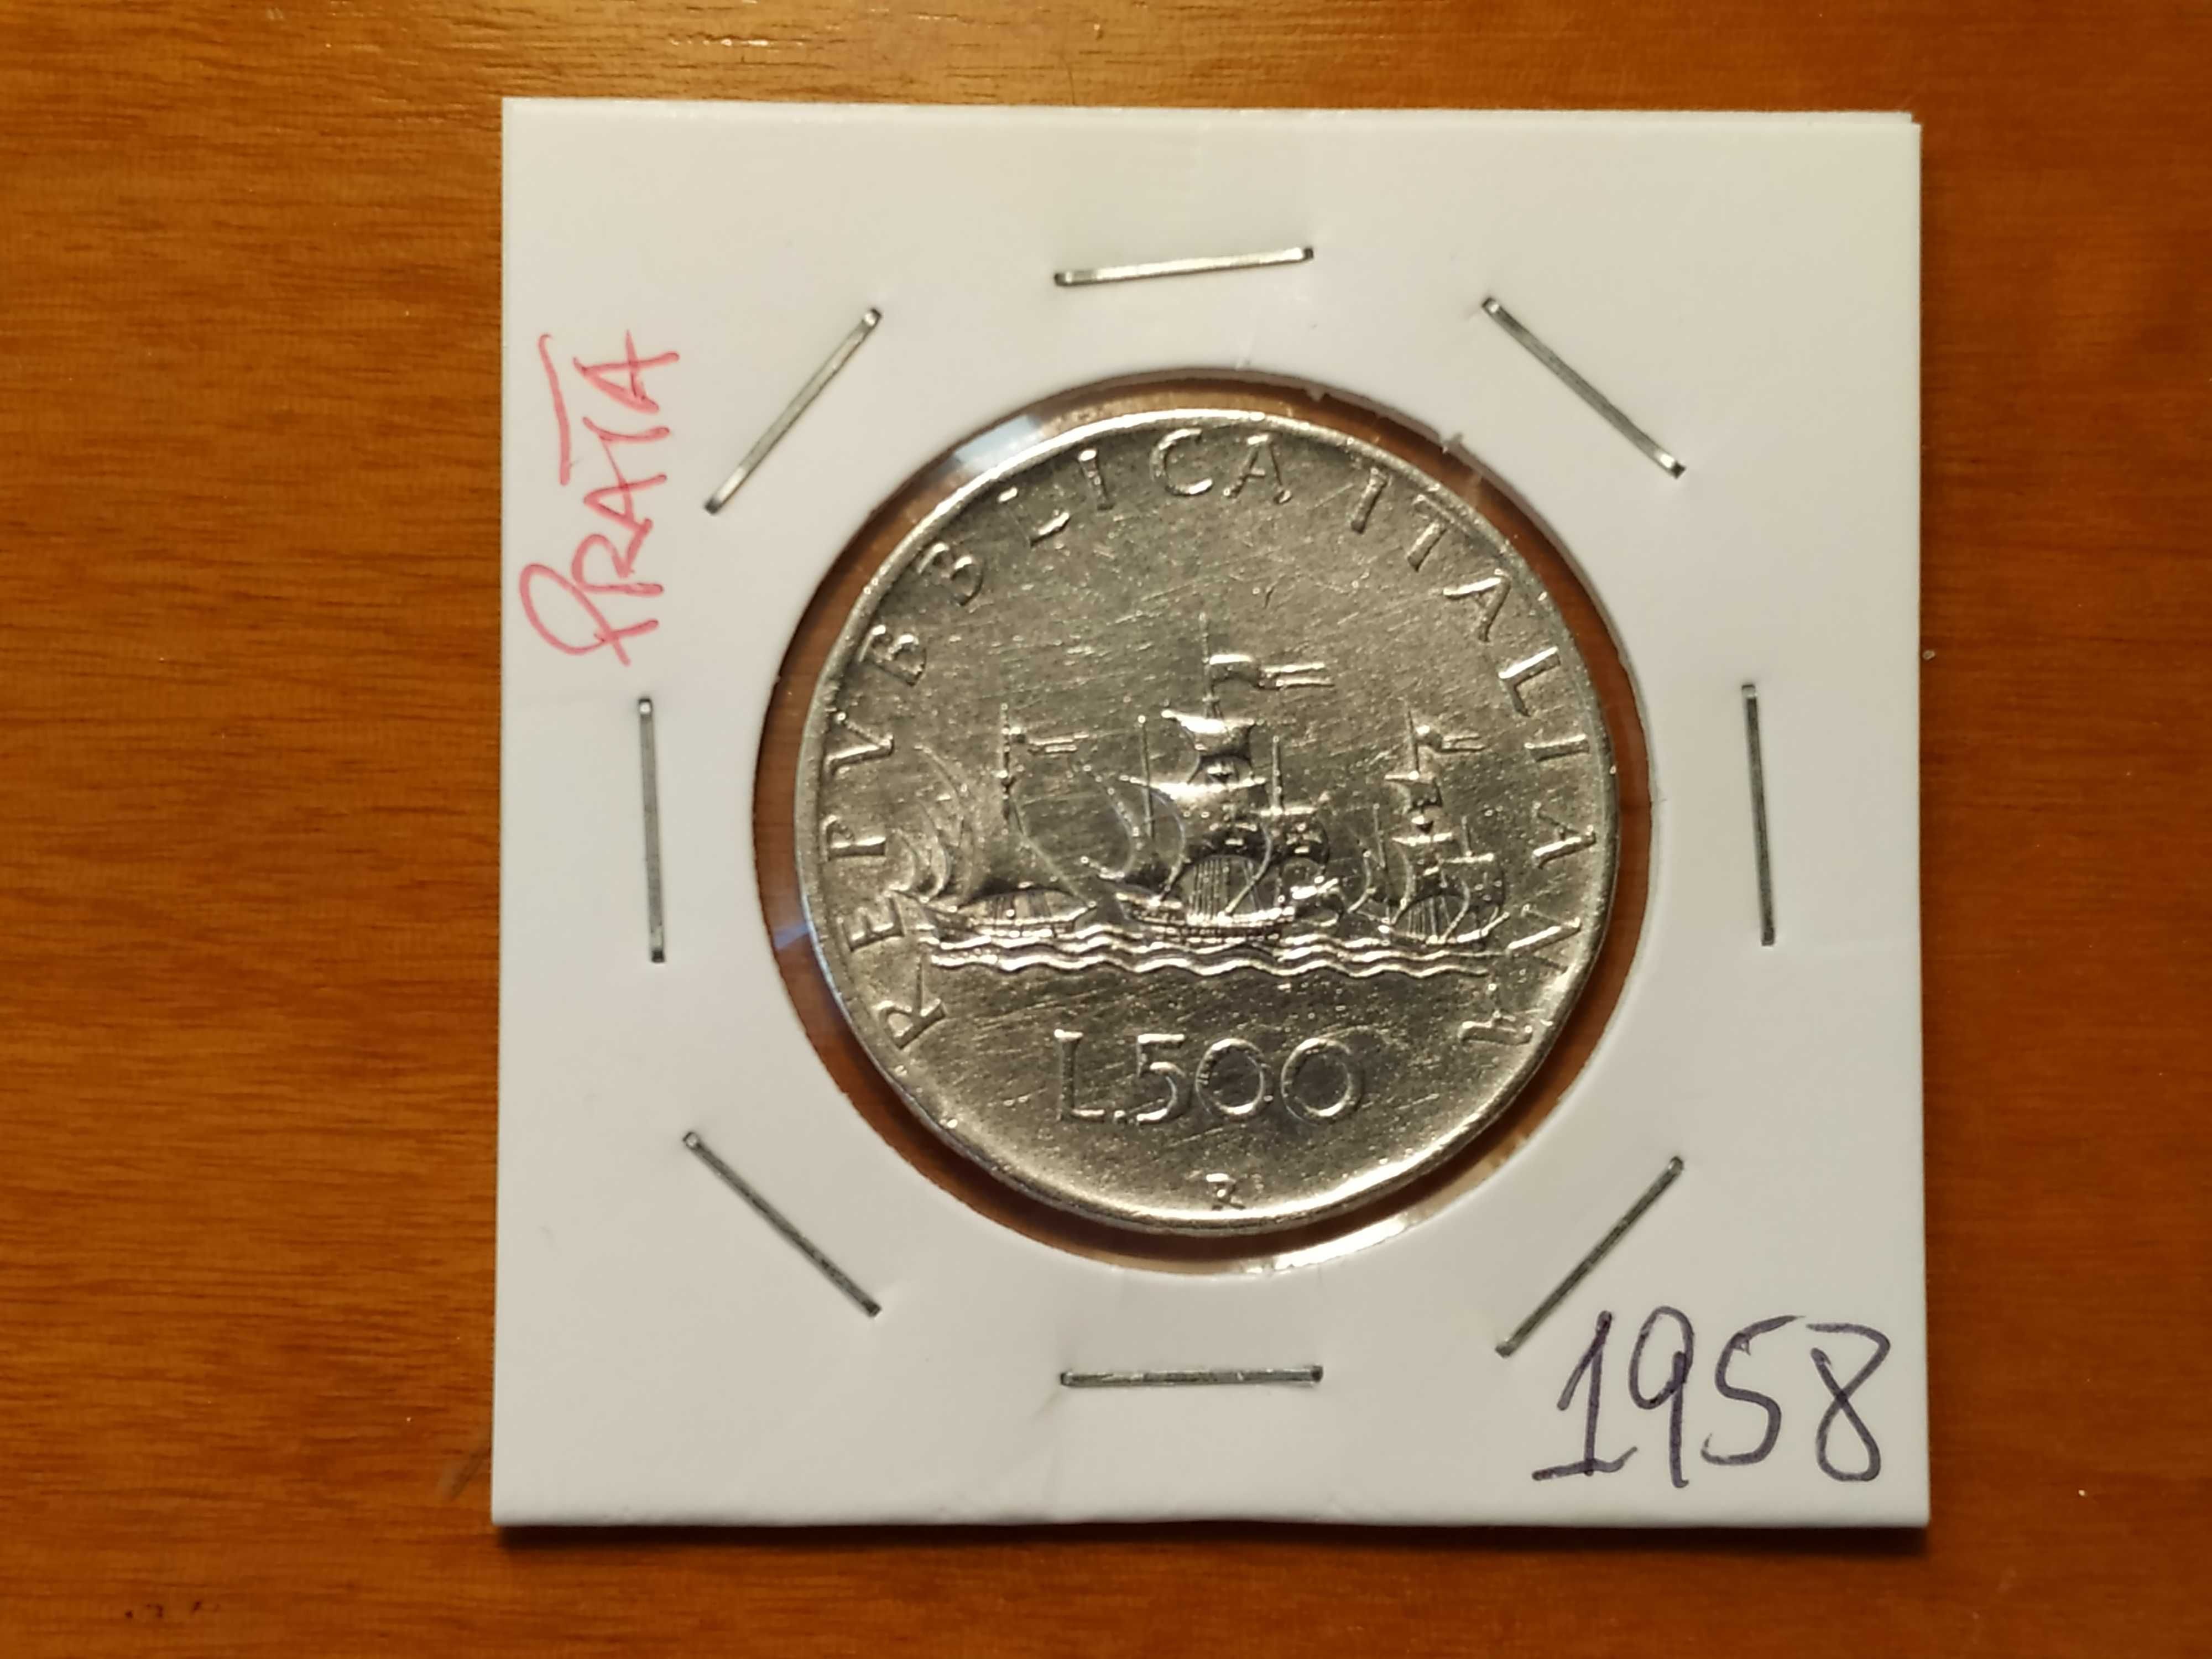 PRATA
REPVBBLICA ITALIANA
L.500
R
1958